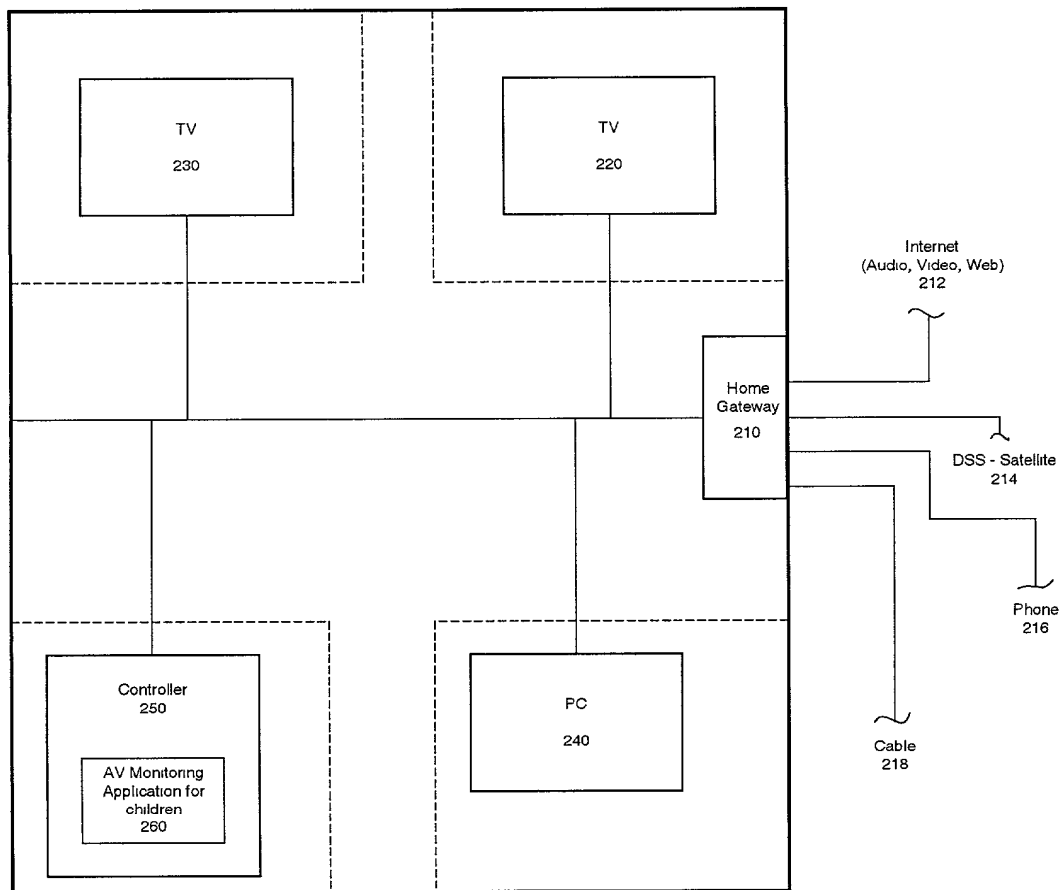 TV
230
TV
220
Internet
(Audio, Video, Web)
212
Home
Gateway
210
DSS - Satellite
214
Phone
216
Controller
250
AV Monitoring
Application for
children
260
PC
240
Cable
218